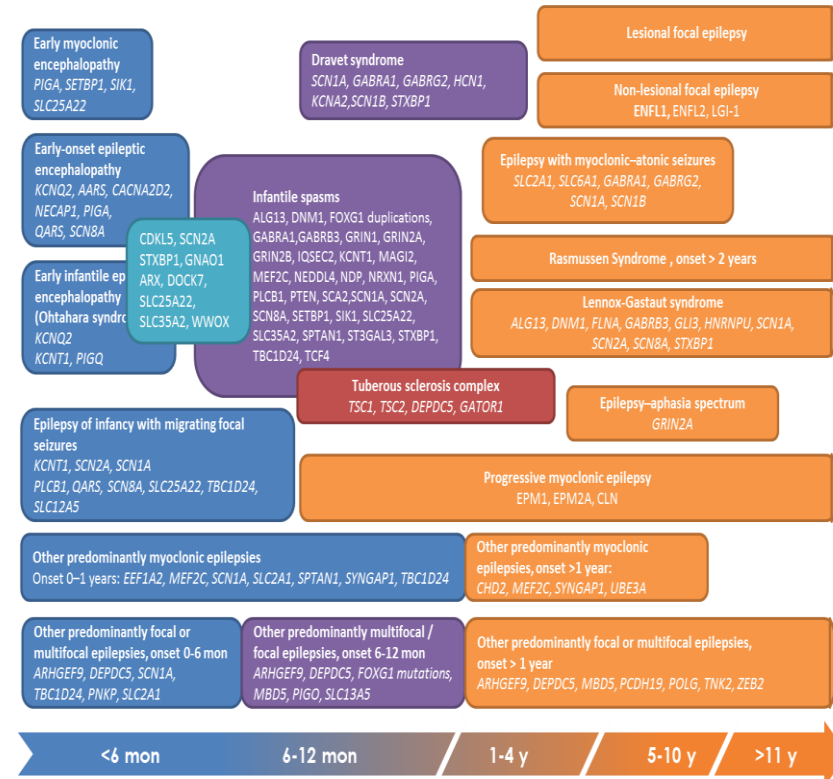 Early myoclonic
encephalopathy
PIGA, SETBP1, SIK1,
SLC25A22
Dravet syndrome
SCN1A, GABRA1, GABRG2, HCN1,
KCNA2,SCN1B, STXBP1
Lesional focal epilepsy
Non-lesional focal epilepsy
ENFL1, ENFL2, LGI-1
Early-onset epileptic
encephalopathy
KCNQ2, AARS, CACNA2D2,
NECAP1, PIGA,
QARS, SCN8A
Epilepsy with myoclonic–atonic seizures
SLC2A1, SLC6A1, GABRA1, GABRG2,
SCN1A, SCN1B
Infantile spasms
ALG13, DNM1, FOXG1 duplications,
GABRA1,GABRB3, GRIN1, GRIN2A,
GRIN2B, IQSEC2, KCNT1, MAGI2,
MEF2C, NEDDL4, NDP, NRXN1, PIGA,
PLCB1, PTEN, SCA2,SCN1A, SCN2A,
SCN8A, SETBP1, SIK1, SLC25A22,
SLC35A2, SPTAN1, ST3GAL3, STXBP1,
TBC1D24, TCF4
CDKL5, SCN2A
STXBP1, GNAO1
ARX, DOCK7,
SLC25A22,
SLC35A2, WWOX
Early infantile epi
encephalopathy
(Ohtahara syndro
KCNQ2
KCNT1, PIGQ
Rasmussen Syndrome , onset > 2 years
Lennox-Gastaut syndrome
ALG13, DNM1, FLNA, GABRB3, GLI3, HNRNPU, SCN1A,
SCN2A, SCN8A, STXBP1
Tuberous sclerosis complex
TSC1, TSC2, DEPDC5, GATOR1
Epilepsy–aphasia spectrum
GRIN2A
Epilepsy of infancy with migrating focal
seizures
KCNT1, SCN2A, SCN1A
PLCB1, QARS, SCN8A, SLC25A22, TBC1D24,
SLC12A5
Progressive myoclonic epilepsy
EPM1, EPM2A, CLN
Other predominantly myoclonic epilepsies
Onset 0–1 years: EEF1A2, MEF2C, SCN1A, SLC2A1, SPTAN1, SYNGAP1, TBC1D24
Other predominantly myoclonic
epilepsies, onset >1 year:
CHD2, MEF2C, SYNGAP1, UBE3A
Other predominantly focal or
multifocal epilepsies, onset 0-6 mon
ARHGEF9, DEPDC5, SCN1A,
TBC1D24, PNKP, SLC2A1
Other predominantly multifocal /
focal epilepsies, onset 6-12 mon
ARHGEF9, DEPDC5, FOXG1 mutations,
MBD5, PIGO, SLC13A5
Other predominantly focal or multifocal epilepsies,
onset > 1 year
ARHGEF9, DEPDC5, MBD5, PCDH19, POLG, TNK2, ZEB2
<6 mon
6-12 mon
1-4 y
5-10 y
>11 y